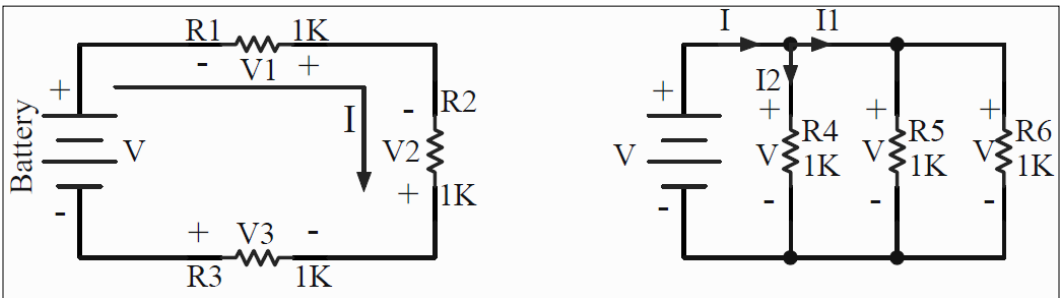 R1 1K
- V1 +
+
Battery
V
-
I
- R2
V2
+ 1K
+ V3 -
R3 1K
I I1
I2
+ + + +
V
V R4
1K
V R5
1K
V R6
1K
- - - -